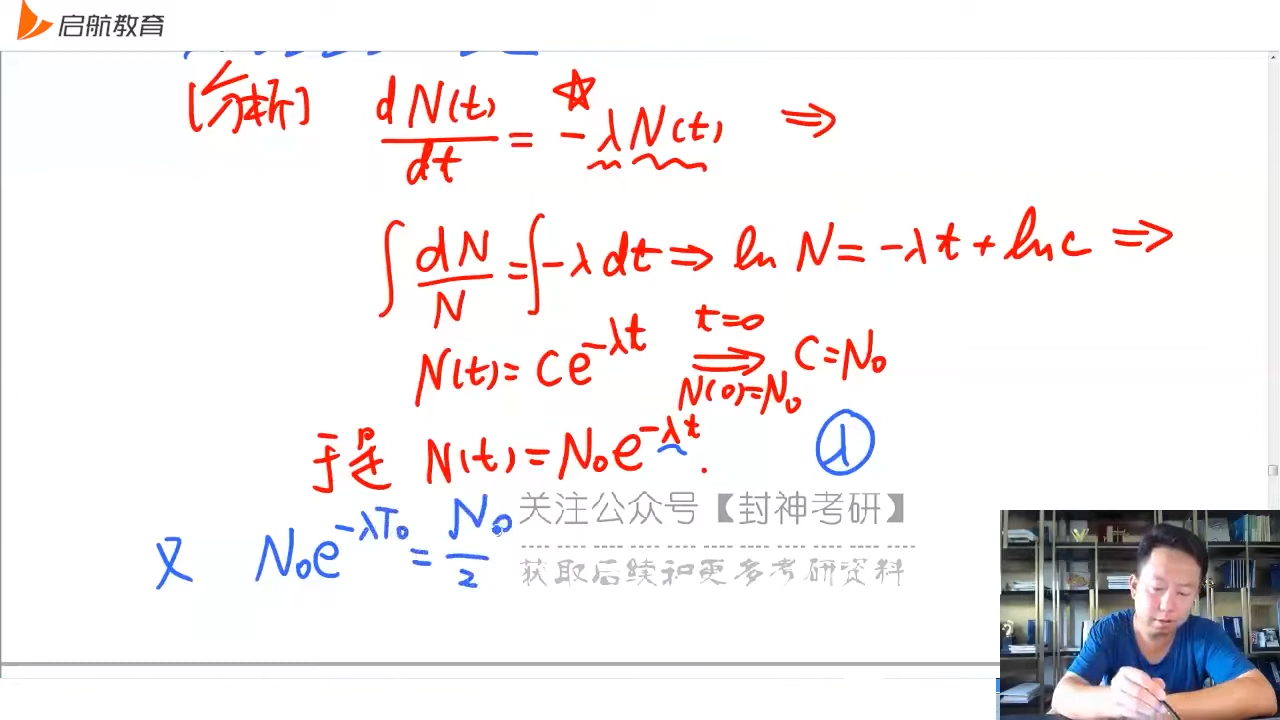 启航教育
[分析] dN(t)/dt = -λN(t) ⇒
∫ dN/N = ∫ -λdt ⇒ ln N = -λt + ln c ⇒
N(t) = Ce^{-λt} ⇒ (t=0, N(0)=N₀) C=N₀
于是 N(t) = N₀e^{-λt}. λ
又 N₀e^{-λT₀} = N₀/2
关注公众号【封神考研】
获取后续和更多考研资料